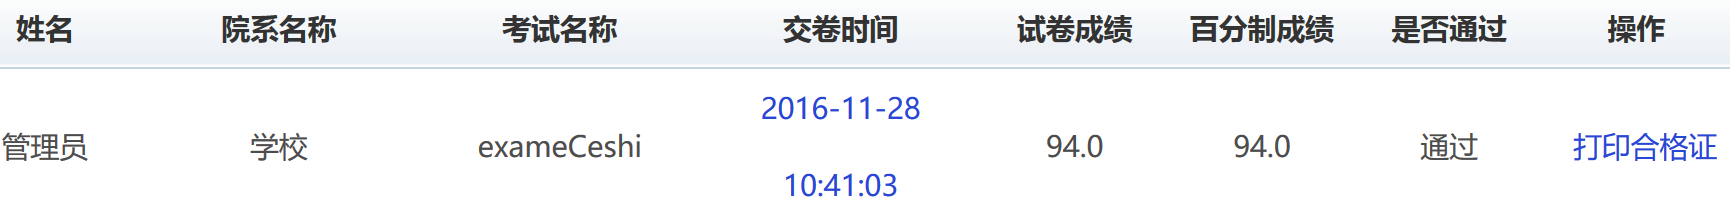 姓名 院系名称 考试名称 交卷时间 试卷成绩 百分制成绩 是否通过 操作
管理员 学校 exameCeshi 2016-11-28 10:41:03 94.0 94.0 通过 打印合格证